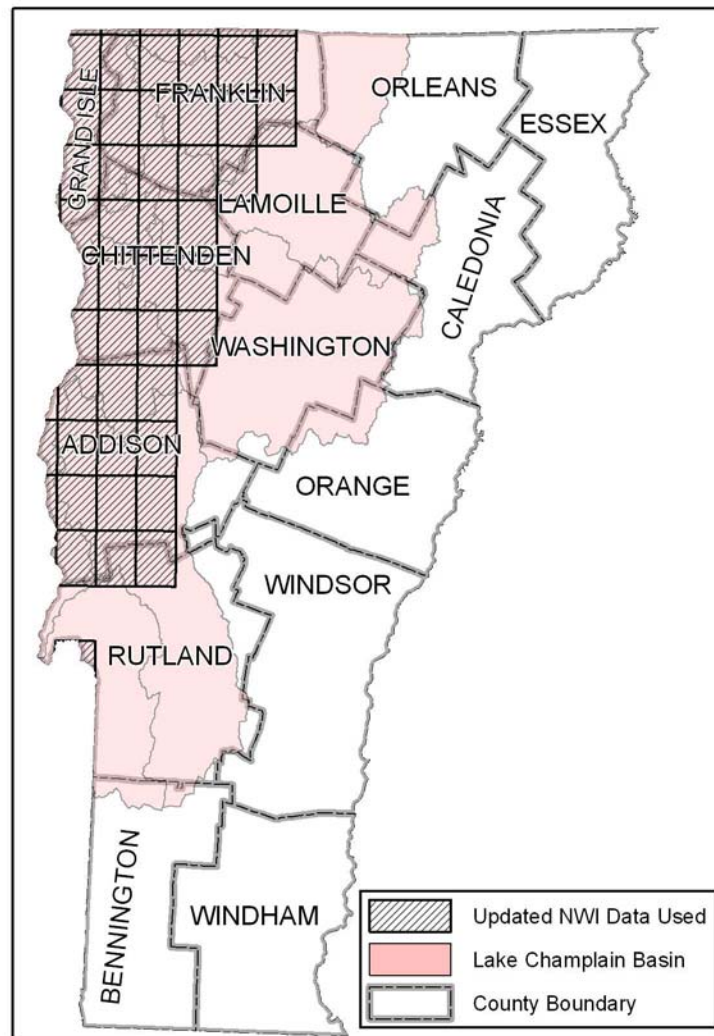 ORLEANS
FRANKLIN
ESSEX
GRAND ISLE
LAMOILLE
CALEDONIA
CHITTENDEN
WASHINGTON
ADDISON
ORANGE
WINDSOR
RUTLAND
BENNINGTON
WINDHAM
Updated NWI Data Used
Lake Champlain Basin
County Boundary